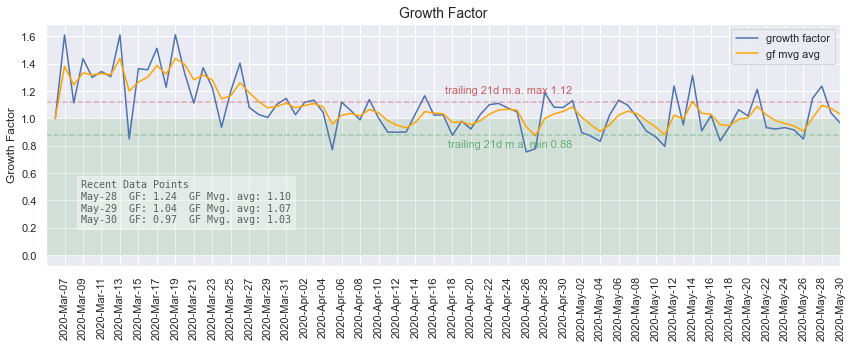 Growth Factor
growth factor
gf mvg avg
1.6
1.4
1.2
1.0
0.8
0.6
0.4
0.2
0.0
Growth Factor
trailing 21d m.a. max 1.12
trailing 21d m.a. min 0.88
Recent Data Points
May-28  GF: 1.24  GF Mvg. avg: 1.10
May-29  GF: 1.04  GF Mvg. avg: 1.07
May-30  GF: 0.97  GF Mvg. avg: 1.03
2020-Mar-07
2020-Mar-09
2020-Mar-11
2020-Mar-13
2020-Mar-15
2020-Mar-17
2020-Mar-19
2020-Mar-21
2020-Mar-23
2020-Mar-25
2020-Mar-27
2020-Mar-29
2020-Mar-31
2020-Apr-02
2020-Apr-04
2020-Apr-06
2020-Apr-08
2020-Apr-10
2020-Apr-12
2020-Apr-14
2020-Apr-16
2020-Apr-18
2020-Apr-20
2020-Apr-22
2020-Apr-24
2020-Apr-26
2020-Apr-28
2020-Apr-30
2020-May-02
2020-May-04
2020-May-06
2020-May-08
2020-May-10
2020-May-12
2020-May-14
2020-May-16
2020-May-18
2020-May-20
2020-May-22
2020-May-24
2020-May-26
2020-May-28
2020-May-30